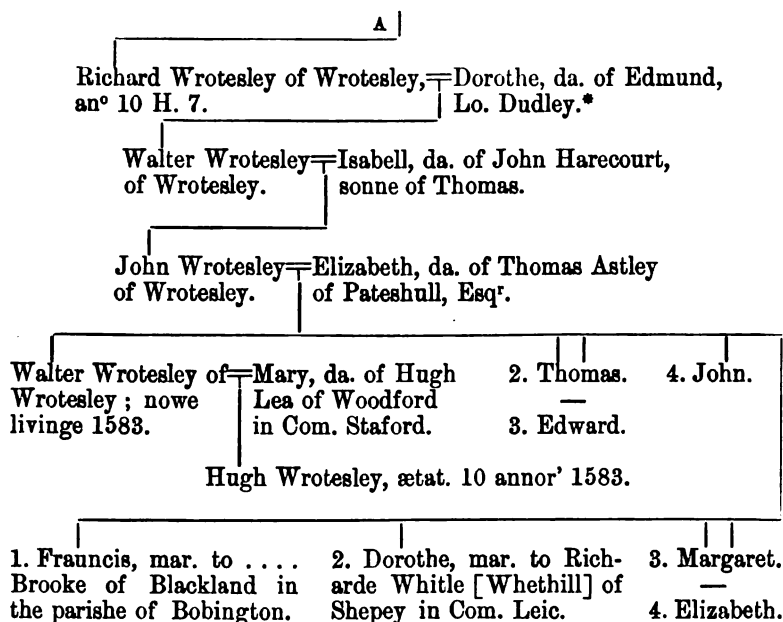 A
Richard Wrotesley of Wrotesley, Dorothe, da. of Edmund,
anº 10 H. 7. Lo. Dudley.*
Walter Wrotesley Isabell, da. of John Harecourt,
of Wrotesley. sonne of Thomas.
John Wrotesley Elizabeth, da. of Thomas Astley
of Wrotesley. of Pateshull, Esqʳ.
Walter Wrotesley of
Wrotesley ; nowe
livinge 1583.
Mary, da. of Hugh
Lea of Woodford
in Com. Staford.
2. Thomas.
—
3. Edward.
4. John.
Hugh Wrotesley, ætat. 10 annor' 1583.
1. Frauncis, mar. to ....
Brooke of Blackland in
the parishe of Bobington.
2. Dorothe, mar. to Rich-
arde Whitle [Whethill] of
Shepey in Com. Leic.
3. Margaret.
—
4. Elizabeth.